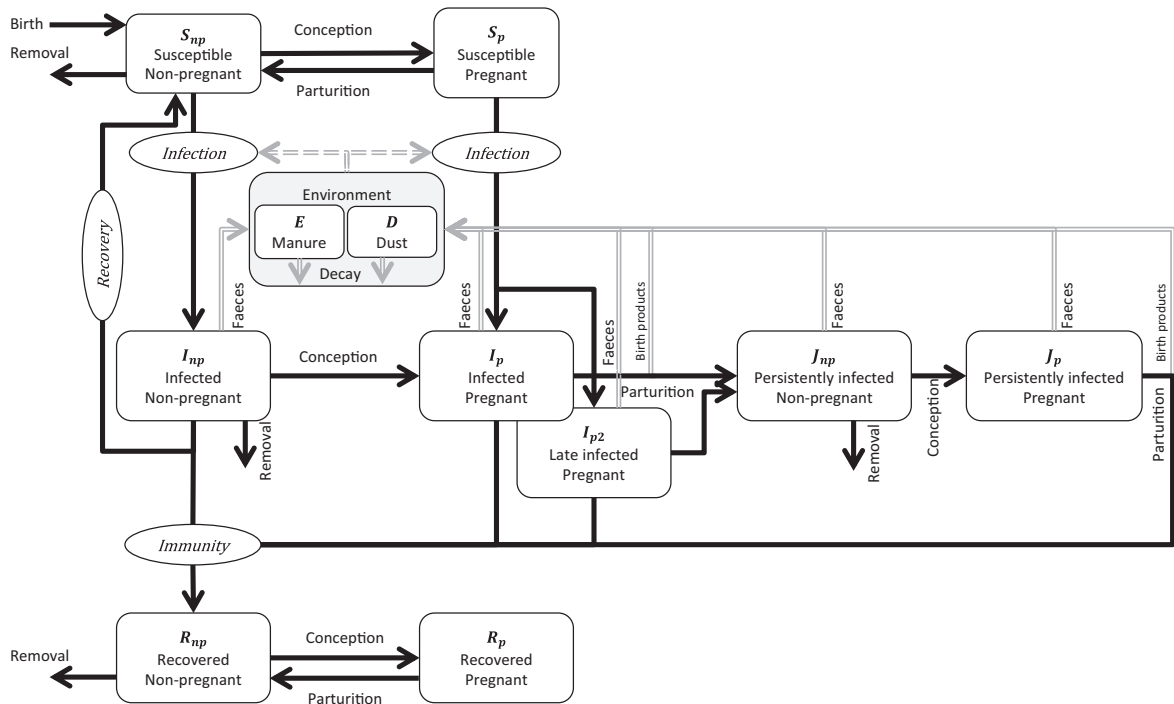 Birth
Removal
S_np
Susceptible
Non-pregnant
Conception
Parturition
S_p
Susceptible
Pregnant
Infection
Infection
Recovery
Environment
E
Manure
D
Dust
Decay
Faeces
Faeces
Faeces
Birth products
Faeces
Faeces
Birth products
I_np
Infected
Non-pregnant
Conception
I_p
Infected
Pregnant
Parturition
J_np
Persistently infected
Non-pregnant
Conception
J_p
Persistently infected
Pregnant
Parturition
I_p2
Late infected
Pregnant
Removal
Removal
Immunity
R_np
Recovered
Non-pregnant
Removal
Conception
Parturition
R_p
Recovered
Pregnant